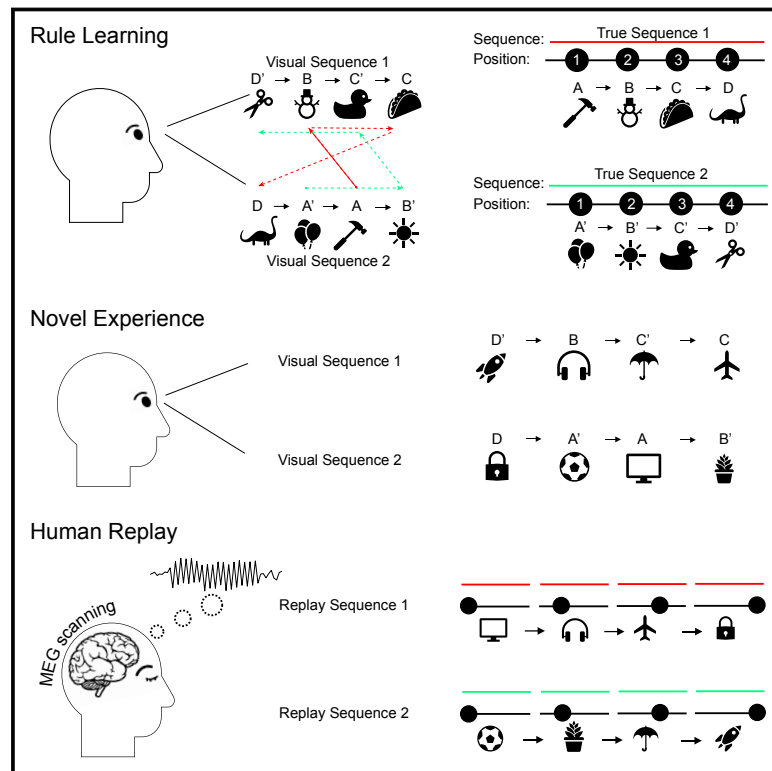 Rule Learning
Visual Sequence 1
D’ → B → C’ → C
D → A’ → A → B’
Visual Sequence 2
True Sequence 1
Sequence:
Position: 1 2 3 4
A → B → C → D
True Sequence 2
Sequence:
Position: 1 2 3 4
A’ → B’ → C’ → D’
Novel Experience
Visual Sequence 1
D’ → B → C’ → C
Visual Sequence 2
D → A’ → A → B’
Human Replay
MEG scanning
Replay Sequence 1
Replay Sequence 2